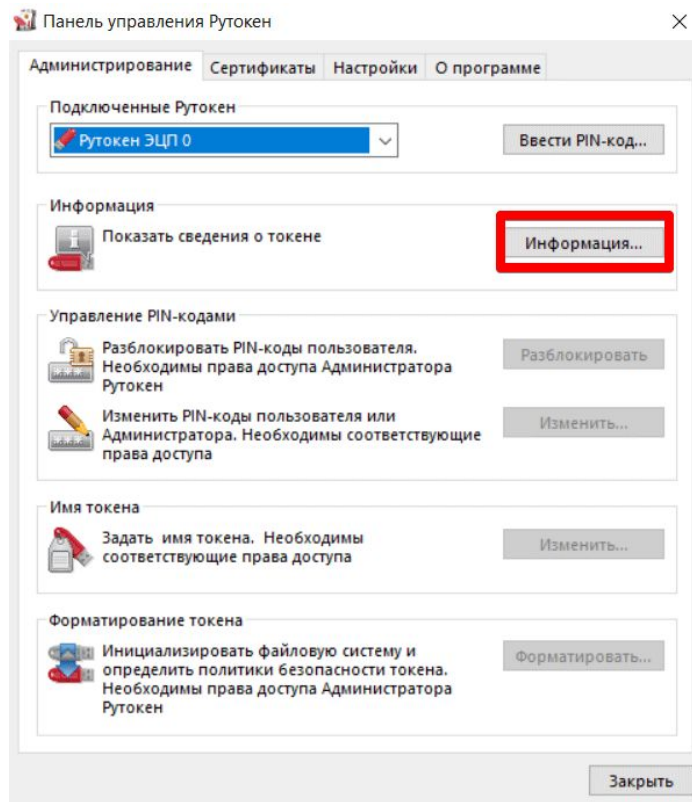 Панель управления Рутокен
Администрирование Сертификаты Настройки О программе
Подключенные Рутокен
Рутокен ЭЦП 0
Ввести PIN-код...
Информация
Показать сведения о токене
Информация...
Управление PIN-кодами
Разблокировать PIN-коды пользователя.
Необходимы права доступа Администратора
Рутокен
Разблокировать
Изменить PIN-коды пользователя или
Администратора. Необходимы соответствующие
права доступа
Изменить...
Имя токена
Задать имя токена. Необходимы
соответствующие права доступа
Изменить...
Форматирование токена
Инициализировать файловую систему и
определить политики безопасности токена.
Необходимы права доступа Администратора
Рутокен
Форматировать...
Закрыть